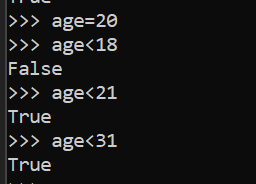 True
>>> age=20
>>> age<18
False
>>> age<21
True
>>> age<31
True